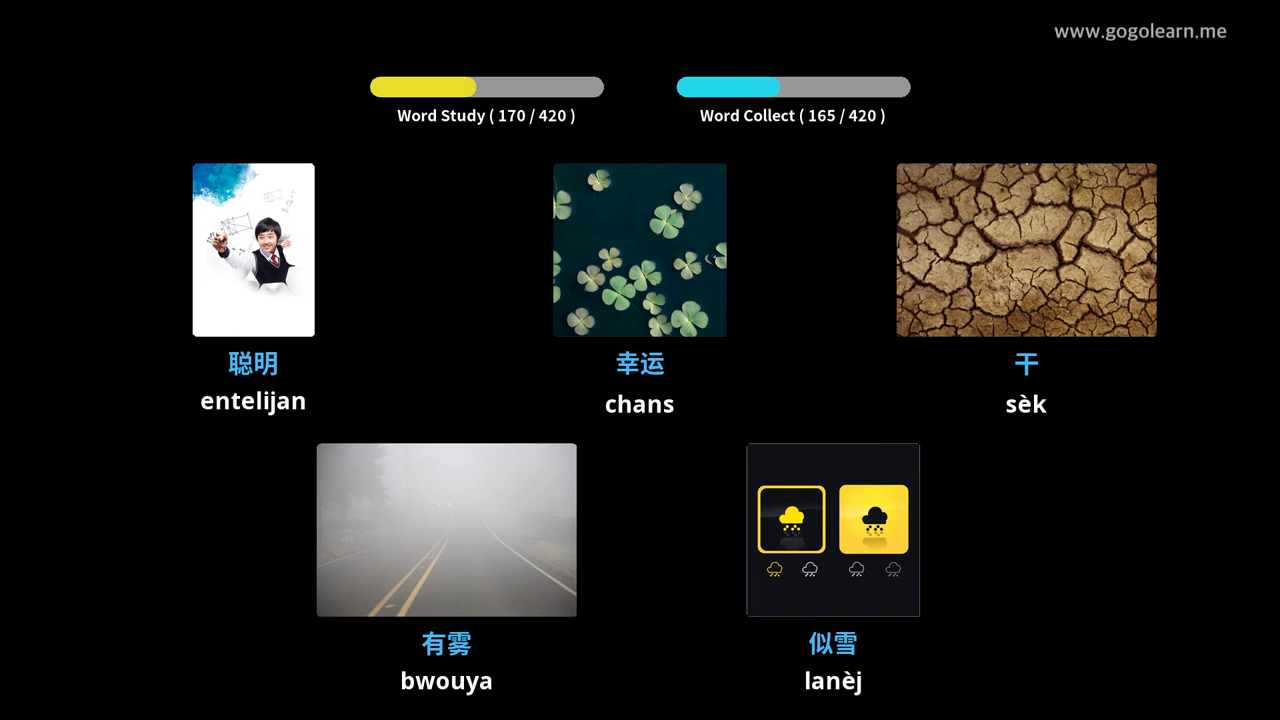 www.gogolearn.me
Word Study ( 170 / 420 )
Word Collect ( 165 / 420 )
聪明
entelijan
幸运
chans
干
sèk
有雾
bwouya
似雪
lanèj